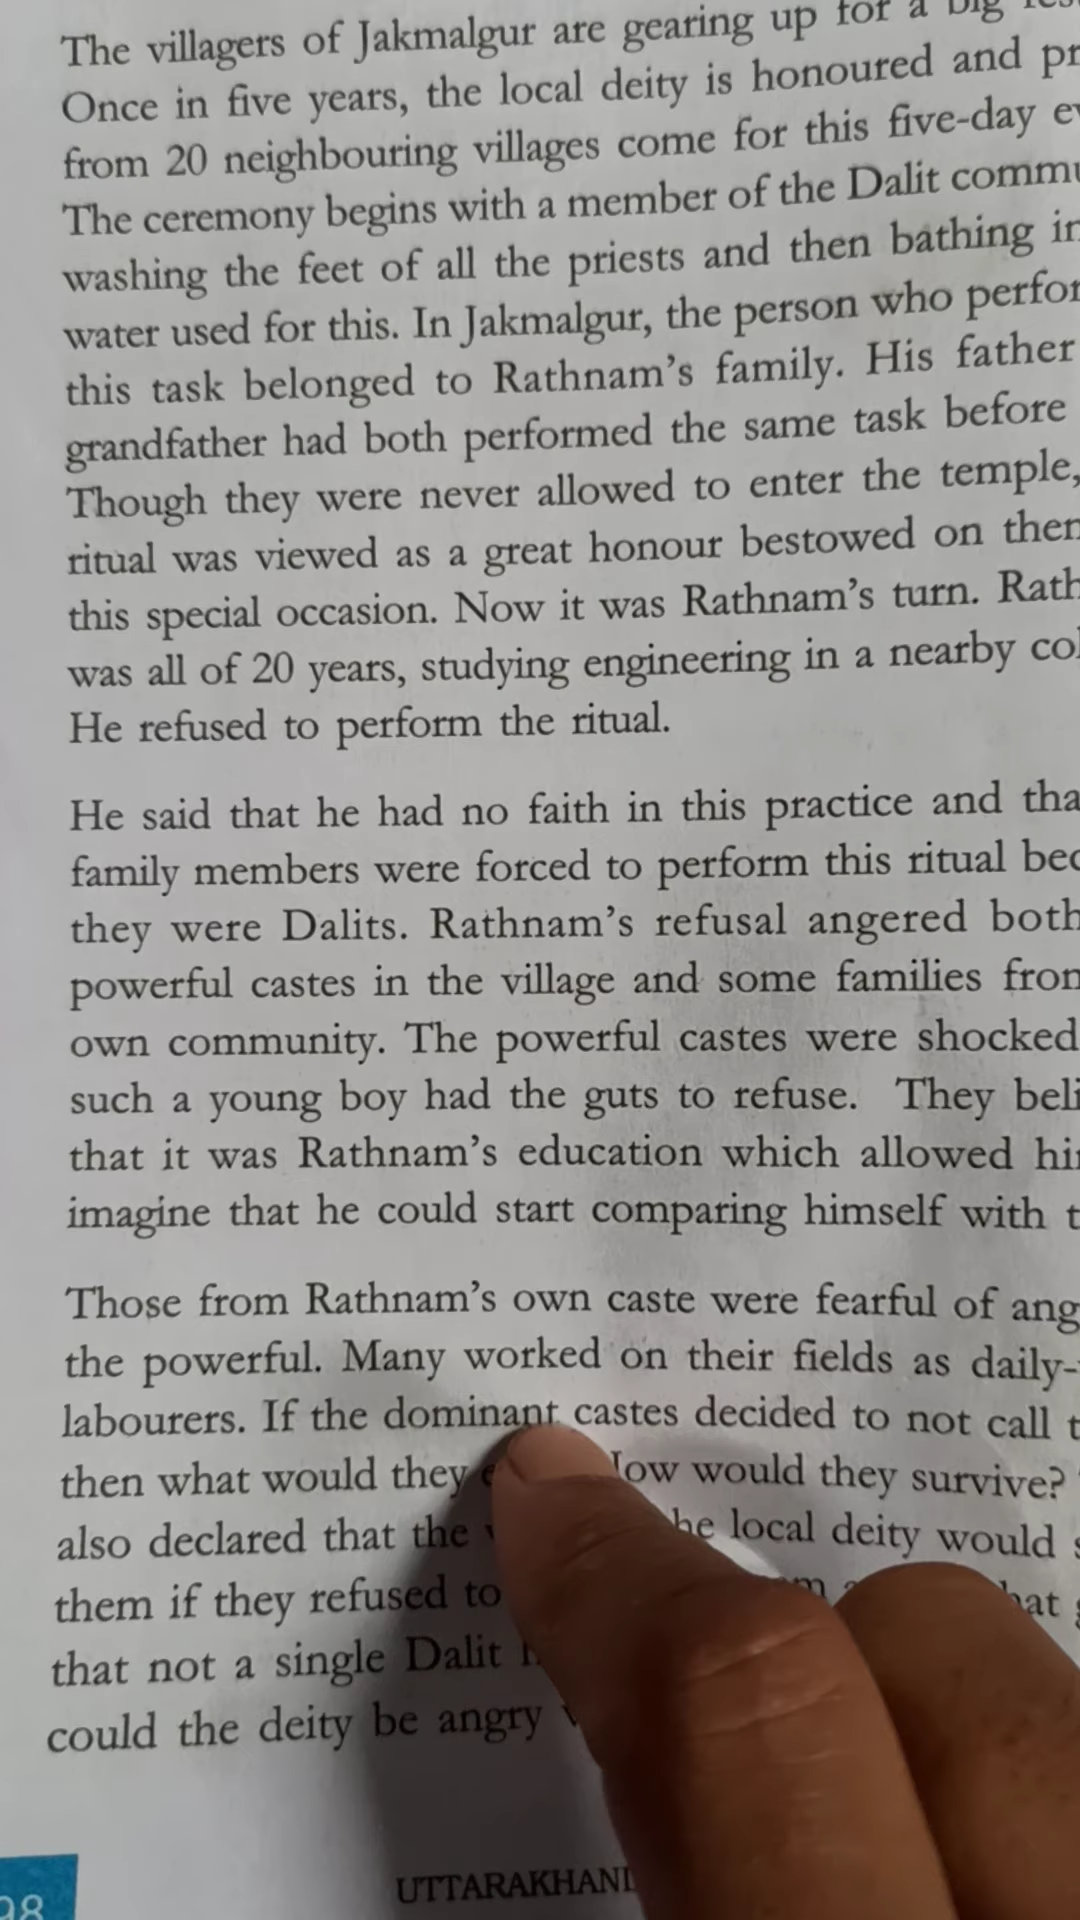 The villagers of Jakmalgur are gearing up for a big
Once in five years, the local deity is honoured and
from 20 neighbouring villages come for this five-day
The ceremony begins with a member of the Dalit
washing the feet of all the priests and then bathing
water used for this. In Jakmalgur, the person who
this task belonged to Rathnam's family. His father
grandfather had both performed the same task before
Though they were never allowed to enter the temple,
ritual was viewed as a great honour bestowed on
this special occasion. Now it was Rathnam's turn.
was all of 20 years, studying engineering in a nearby
He refused to perform the ritual.
He said that he had no faith in this practice and
family members were forced to perform this ritual
they were Dalits. Rathnam's refusal angered both
powerful castes in the village and some families
own community. The powerful castes were shocked
such a young boy had the guts to refuse. They
that it was Rathnam's education which allowed
imagine that he could start comparing himself with
Those from Rathnam's own caste were fearful of
the powerful. Many worked on their fields as daily-
labourers. If the dominant castes decided to not call
then what would they would they survive?
also declared that the local deity would
them if they refused to
that not a single Dalit
could the deity be angry
98